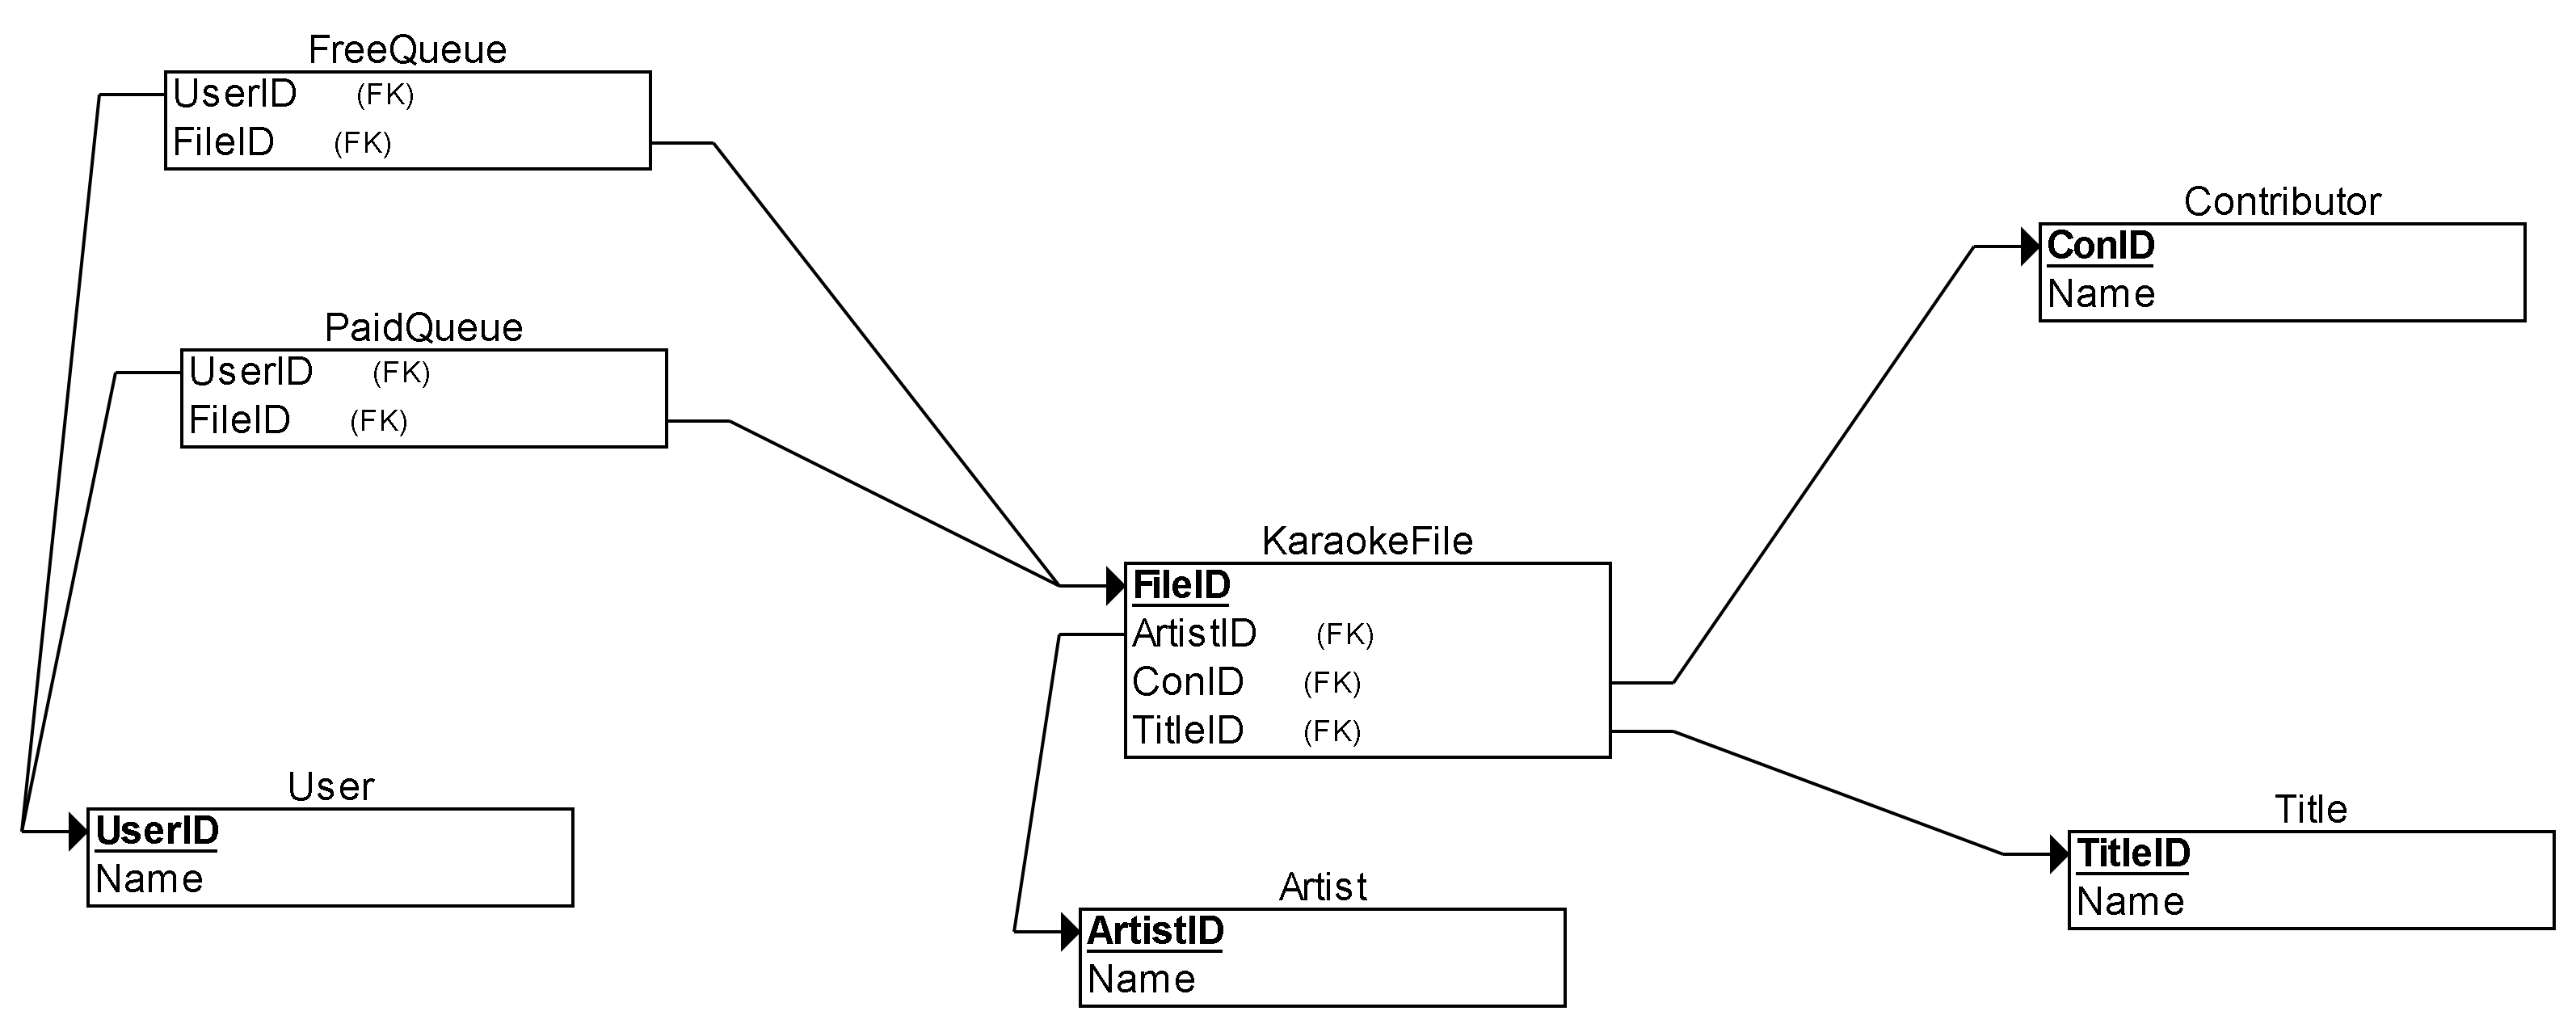 FreeQueue
UserID (FK)
FileID (FK)
PaidQueue
UserID (FK)
FileID (FK)
User
UserID
Name
KaraokeFile
FileID
ArtistID (FK)
ConID (FK)
TitleID (FK)
Artist
ArtistID
Name
Contributor
ConID
Name
Title
TitleID
Name